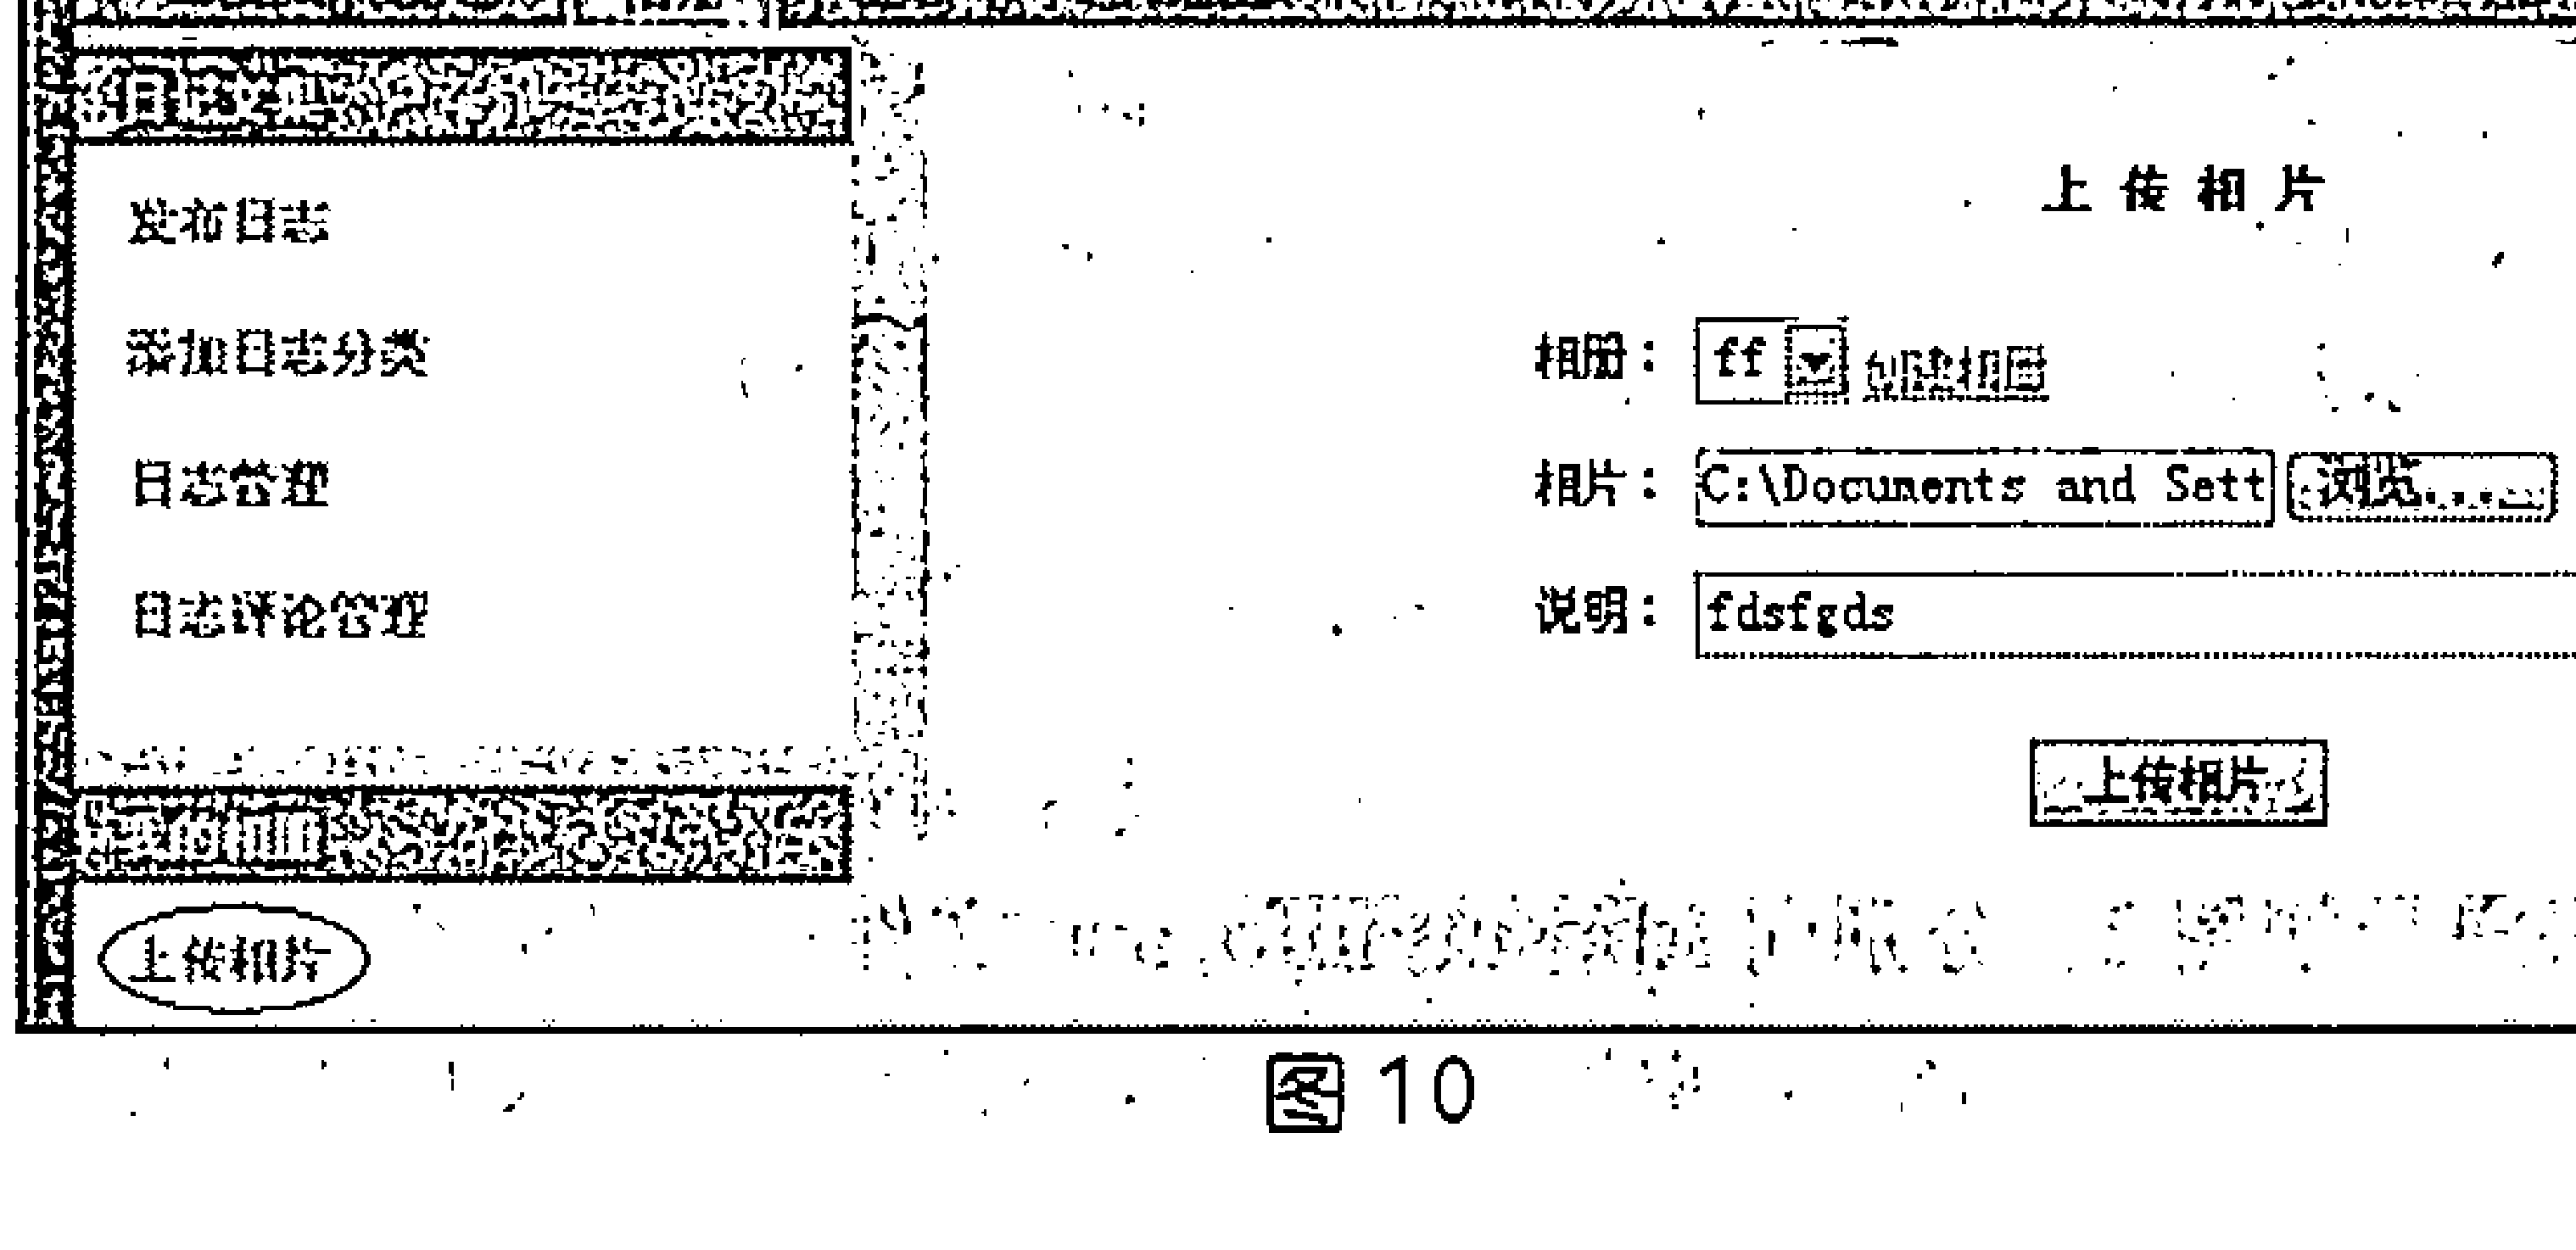 发布日志
添加日志分类
日志管理
日志评论管理
上传相片
上 传 相 片
相册： ff 创建相册
相片： C:\Documents and Sett 浏览...
说明： fdsfgds
上传相片
图 10